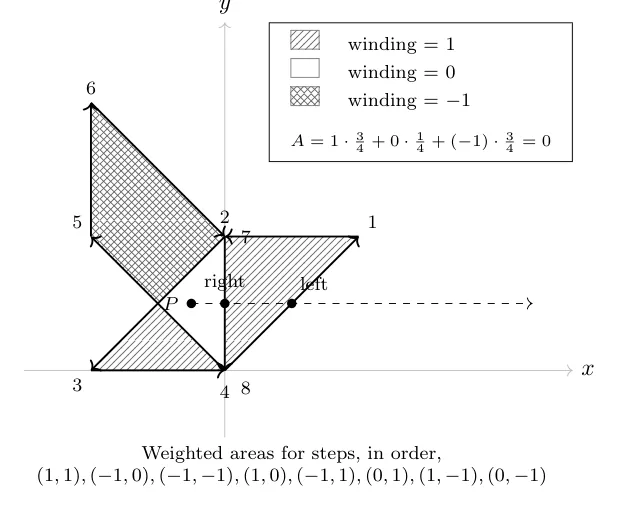 y
winding = 1
winding = 0
winding = −1
A = 1 · 3/4 + 0 · 1/4 + (−1) · 3/4 = 0
6
5
2
7
1
right
left
P
x
3
4
8
Weighted areas for steps, in order,
(1, 1), (−1, 0), (−1, −1), (1, 0), (−1, 1), (0, 1), (1, −1), (0, −1)